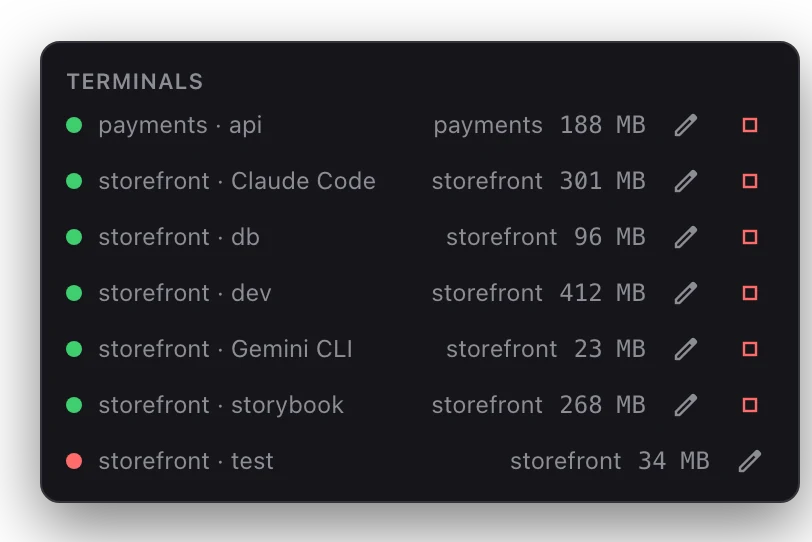 TERMINALS
payments · api payments 188 MB
storefront · Claude Code storefront 301 MB
storefront · db storefront 96 MB
storefront · dev storefront 412 MB
storefront · Gemini CLI storefront 23 MB
storefront · storybook storefront 268 MB
storefront · test storefront 34 MB